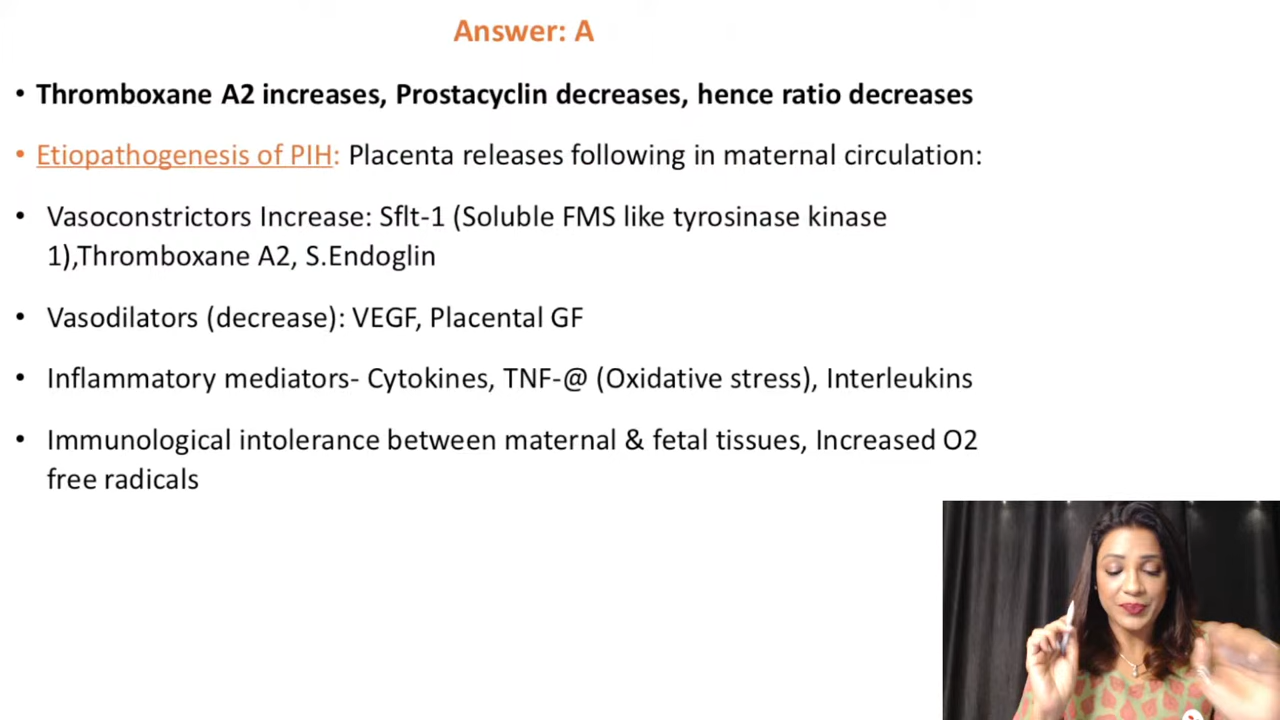 Answer: A
• Thromboxane A2 increases, Prostacyclin decreases, hence ratio decreases
• Etiopathogenesis of PIH: Placenta releases following in maternal circulation:
• Vasoconstrictors Increase: Sflt-1 (Soluble FMS like tyrosinase kinase
1),Thromboxane A2, S.Endoglin
• Vasodilators (decrease): VEGF, Placental GF
• Inflammatory mediators- Cytokines, TNF-@ (Oxidative stress), Interleukins
• Immunological intolerance between maternal & fetal tissues, Increased O2
free radicals